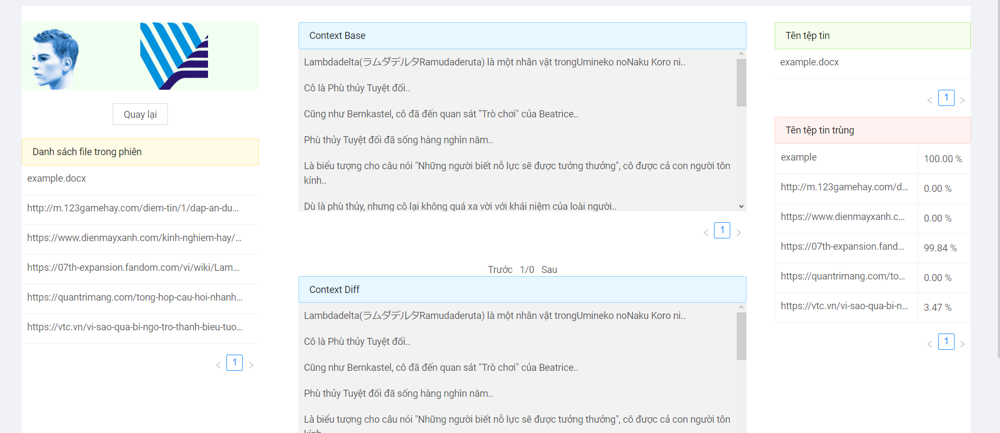 Quay lại
Danh sách file trong phiên
example.docx
http://m.123gamehay.com/diem-tin/1/dap-an-du...
https://www.dienmayxanh.com/kinh-nghiem-hay/...
https://07th-expansion.fandom.com/vi/wiki/Lam...
https://quantrimang.com/tong-hop-cau-hoi-nhanh...
https://vtc.vn/vi-sao-qua-bi-ngo-tro-thanh-bieu-tuo...
1
Context Base
Lambdadelta(ラムダデルタRamudaderuta) là một nhân vật trongUmineko noNaku Koro ni..
Cô là Phù thủy Tuyệt đối..
Cũng như Bernkastel, cô đã đến quan sát "Trò chơi" của Beatrice..
Phù thủy Tuyệt đối đã sống hàng nghìn năm..
Là biểu tượng cho câu nói "Những người biết nỗ lực sẽ được tưởng thưởng", cô được cả con người tôn
kính..
Dù là phù thủy, nhưng cô lại không quá xa vời với khái niệm của loài người..
1
Trước 1/0 Sau
Context Diff
Lambdadelta(ラムダデルタRamudaderuta) là một nhân vật trongUmineko noNaku Koro ni..
Cô là Phù thủy Tuyệt đối..
Cũng như Bernkastel, cô đã đến quan sát "Trò chơi" của Beatrice..
Phù thủy Tuyệt đối đã sống hàng nghìn năm..
Là biểu tượng cho câu nói "Những người biết nỗ lực sẽ được tưởng thưởng", cô được cả con người tôn
kính..
Tên tệp tin
example.docx
1
Tên tệp tin trùng
example 100.00 %
http://m.123gamehay.com/d... 0.00 %
https://www.dienmayxanh.c... 0.00 %
https://07th-expansion.fand... 99.84 %
https://quantrimang.com/to... 0.00 %
https://vtc.vn/vi-sao-qua-bi-n... 3.47 %
1